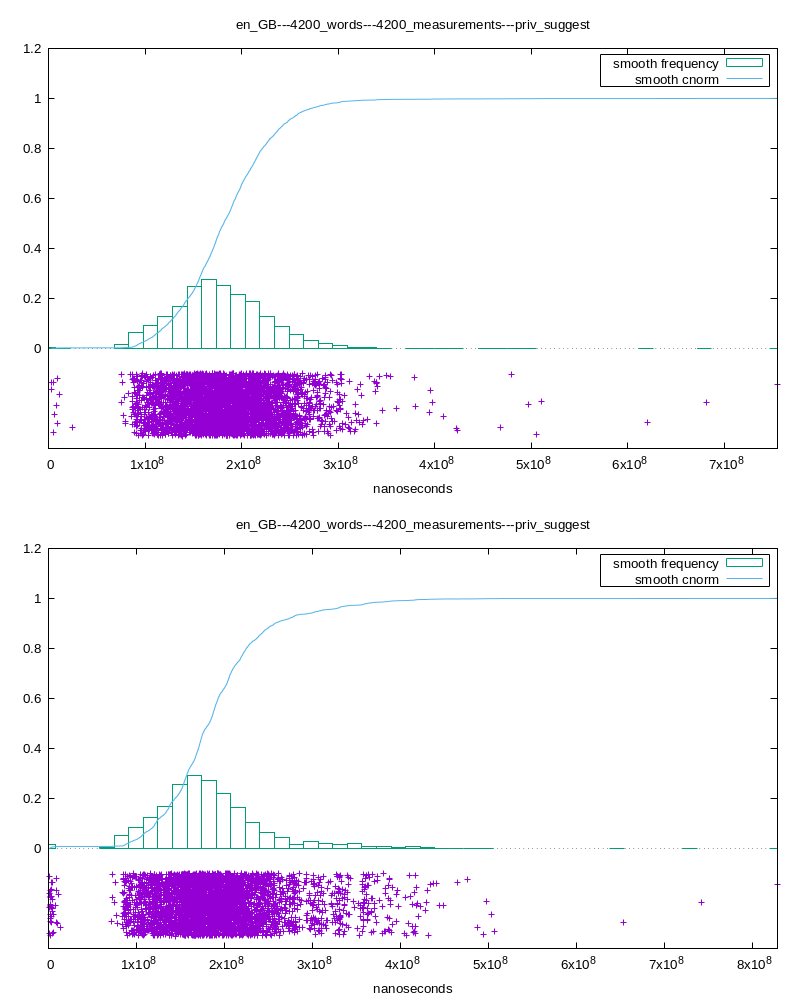 en_GB---4200_words---4200_measurements---priv_suggest
1.2
smooth frequency
smooth cnorm
1
0.8
0.6
0.4
0.2
0
0 1x10^8 2x10^8 3x10^8 4x10^8 5x10^8 6x10^8 7x10^8
nanoseconds
en_GB---4200_words---4200_measurements---priv_suggest
1.2
smooth frequency
smooth cnorm
1
0.8
0.6
0.4
0.2
0
0 1x10^8 2x10^8 3x10^8 4x10^8 5x10^8 6x10^8 7x10^8 8x10^8
nanoseconds